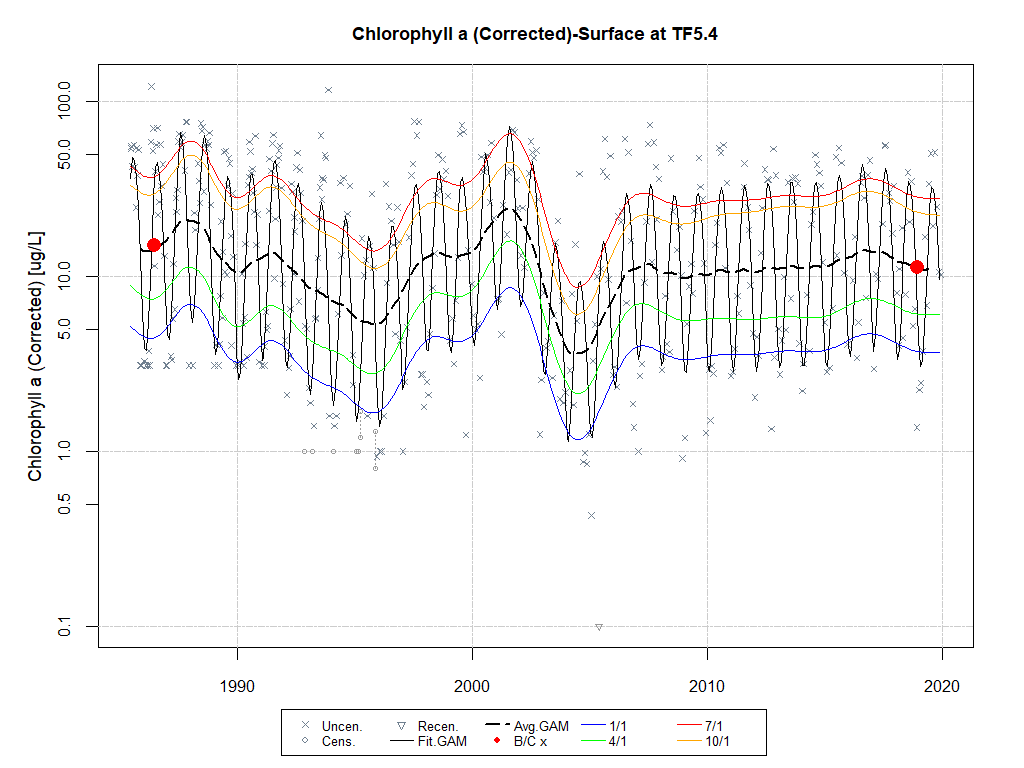 Chlorophyll a (Corrected)-Surface at TF5.4
Chlorophyll a (Corrected) [ug/L]
100.0
50.0
10.0
5.0
1.0
0.5
0.1
1990 2000 2010 2020
Uncen. Recen. Avg.GAM 1/1 7/1
Cens. Fit.GAM B/C x 4/1 10/1